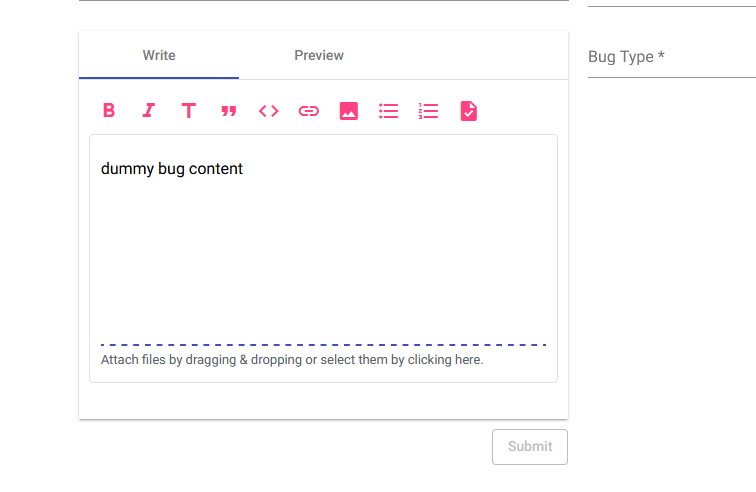 Write Preview
Bug Type *
dummy bug content
Attach files by dragging & dropping or select them by clicking here.
Submit